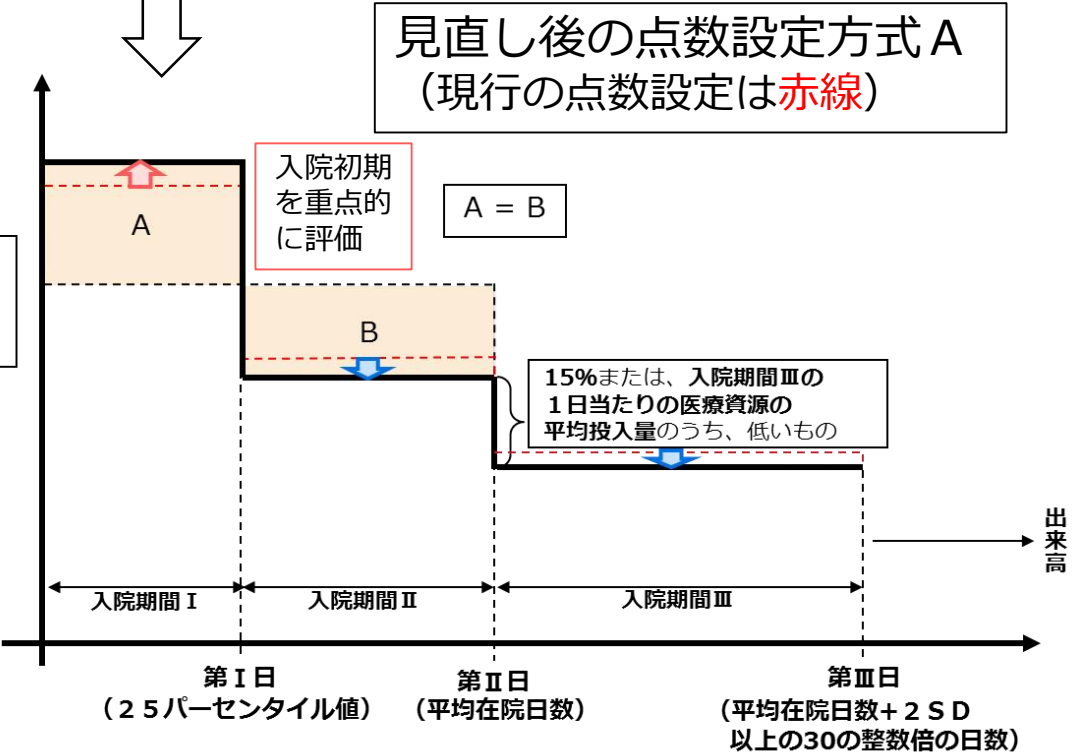 見直し後の点数設定方式A
（現行の点数設定は赤線）
入院初期
を重点的
に評価
A = B
A
B
15%または、入院期間Ⅲの
１日当たりの医療資源の
平均投入量のうち、低いもの
出来高
入院期間Ⅰ
入院期間Ⅱ
入院期間Ⅲ
第Ⅰ日
（２５パーセンタイル値）
第Ⅱ日
（平均在院日数）
第Ⅲ日
（平均在院日数+２ＳＤ
以上の30の整数倍の日数）